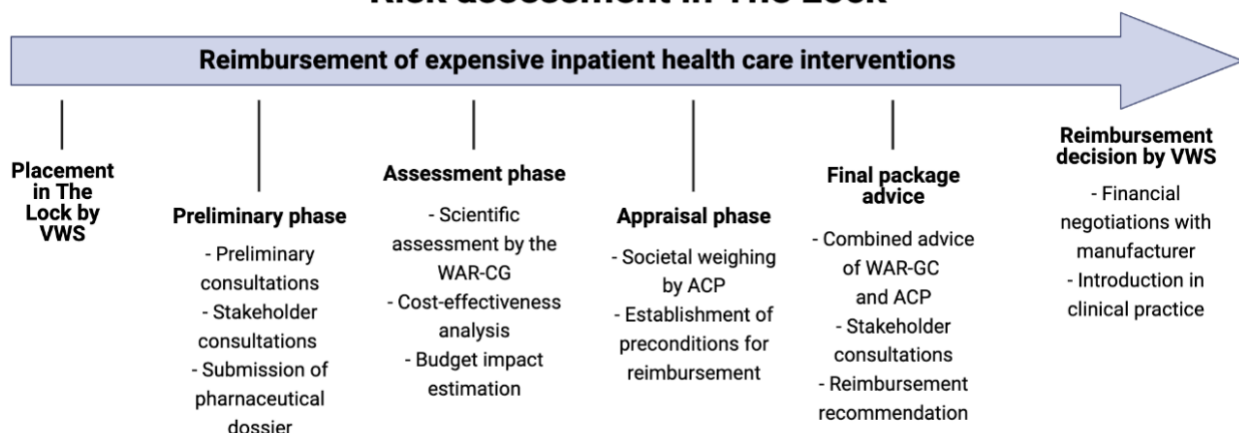 Risk assessment in The Lock
Reimbursement of expensive inpatient health care interventions
Placement
in The
Lock by
VWS
Preliminary phase
- Preliminary
consultations
- Stakeholder
consultations
- Submission of
pharmaceutical
dossier
Assessment phase
- Scientific
assessment by the
WAR-CG
- Cost-effectiveness
analysis
- Budget impact
estimation
Appraisal phase
- Societal weighing
by ACP
- Establishment of
preconditions for
reimbursement
Final package
advice
- Combined advice
of WAR-GC
and ACP
- Stakeholder
consultations
- Reimbursement
recommendation
Reimbursement
decision by VWS
- Financial
negotiations with
manufacturer
- Introduction in
clinical practice